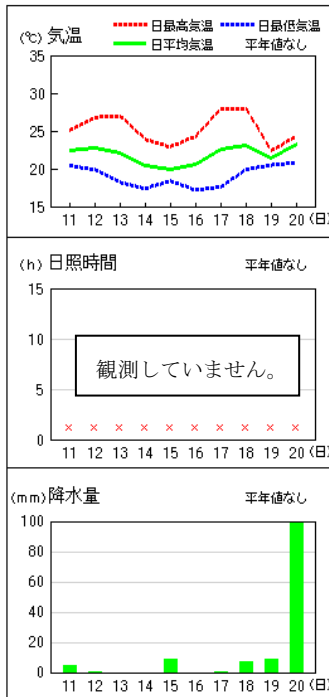 (℃) 気温 日最高気温 日最低気温
日平均気温 平年値なし
35
30
25
20
15
11 12 13 14 15 16 17 18 19 20 (日)
(h) 日照時間 平年値なし
15
10
5
0
観測していません。
× × × × × × × × × ×
11 12 13 14 15 16 17 18 19 20 (日)
(mm) 降水量 平年値なし
100
80
60
40
20
0
11 12 13 14 15 16 17 18 19 20 (日)